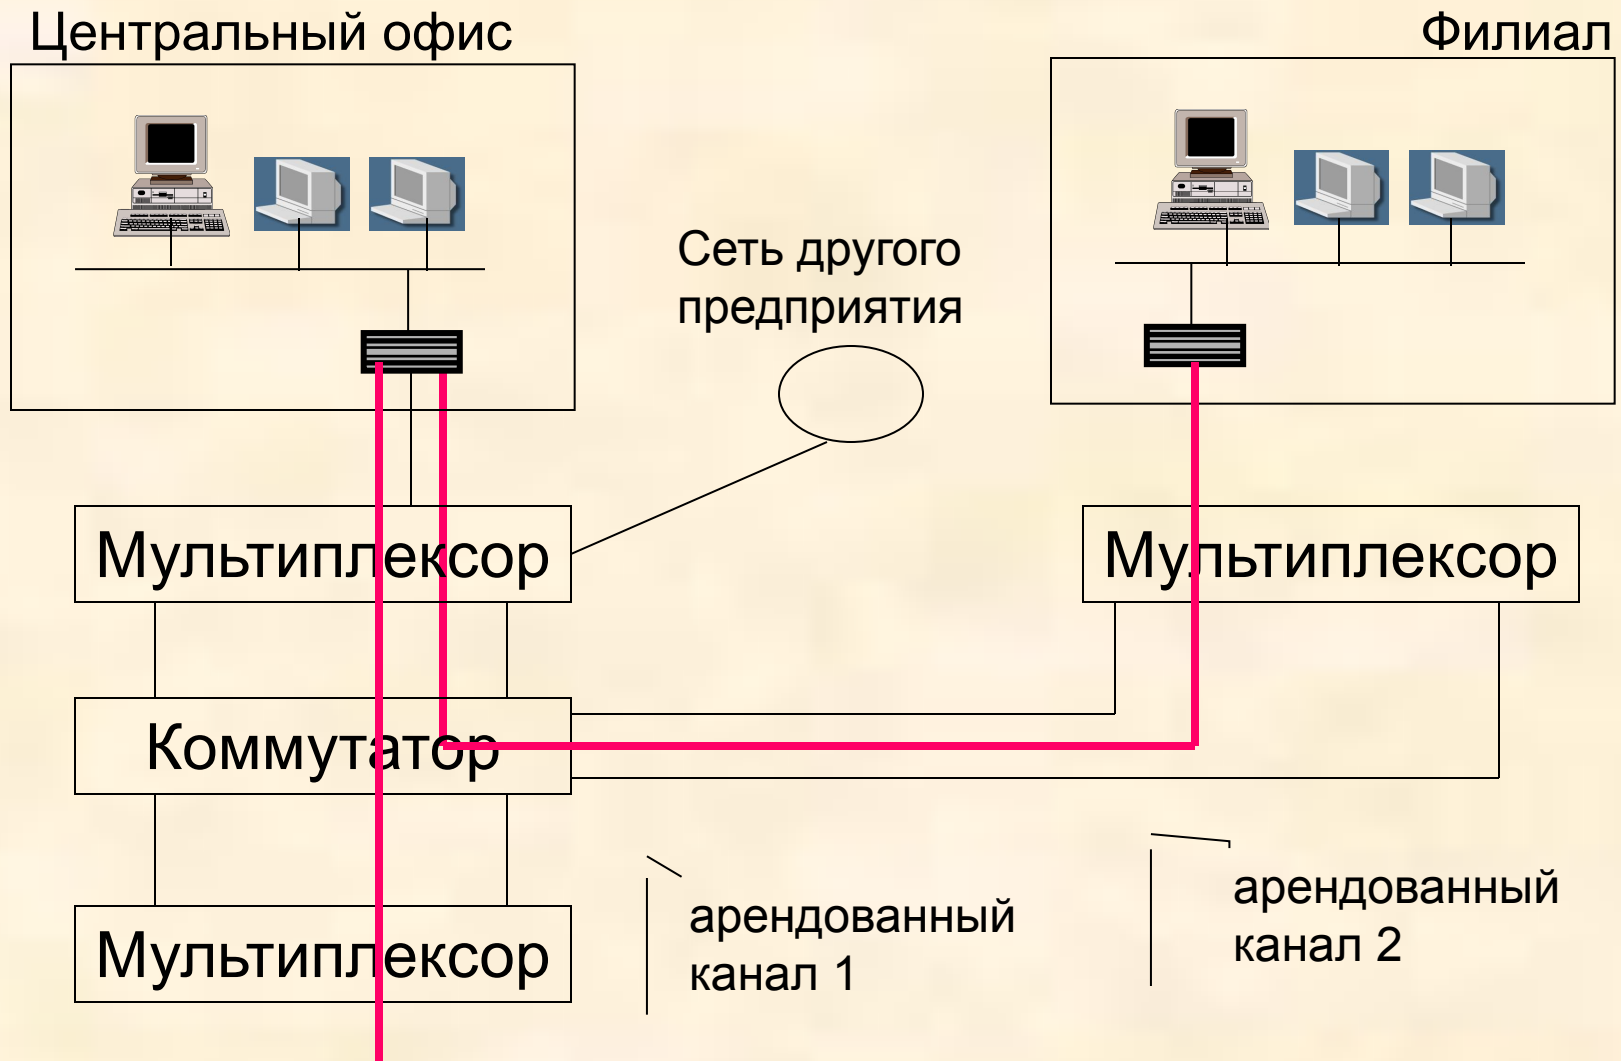 Центральный офис
Филиал
Сеть другого
предприятия
Мультиплексор
Мультиплексор
Коммутатор
Мультиплексор
арендованный
канал 1
арендованный
канал 2